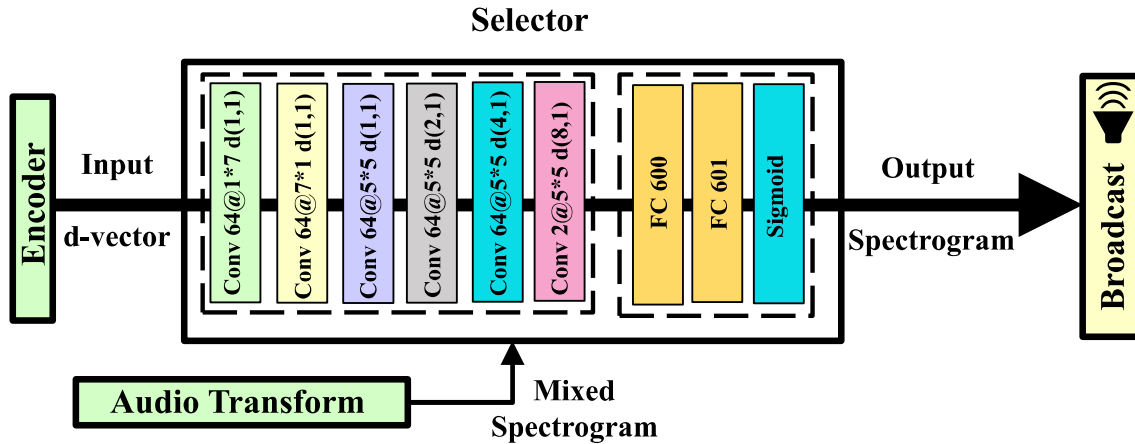 Selector
Encoder
Input
d-vector
Conv 64@1*7 d(1,1)
Conv 64@7*1 d(1,1)
Conv 64@5*5 d(1,1)
Conv 64@5*5 d(2,1)
Conv 64@5*5 d(4,1)
Conv 2@5*5 d(8,1)
FC 600
FC 601
Sigmoid
Output
Spectrogram
Broadcast
Audio Transform
Mixed
Spectrogram